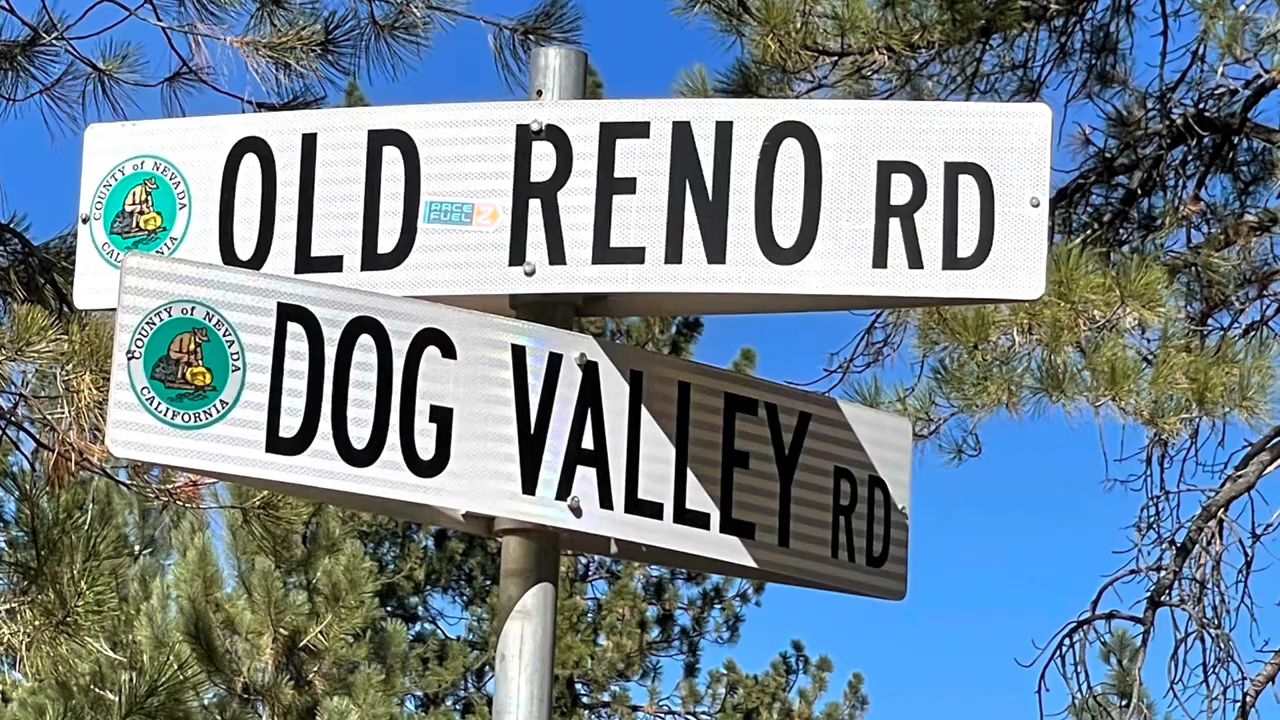 OLD RENO RD
COUNTY of NEVADA
CALIFORNIA
RACE
FUEL Z
DOG VALLEY RD
COUNTY of NEVADA
CALIFORNIA